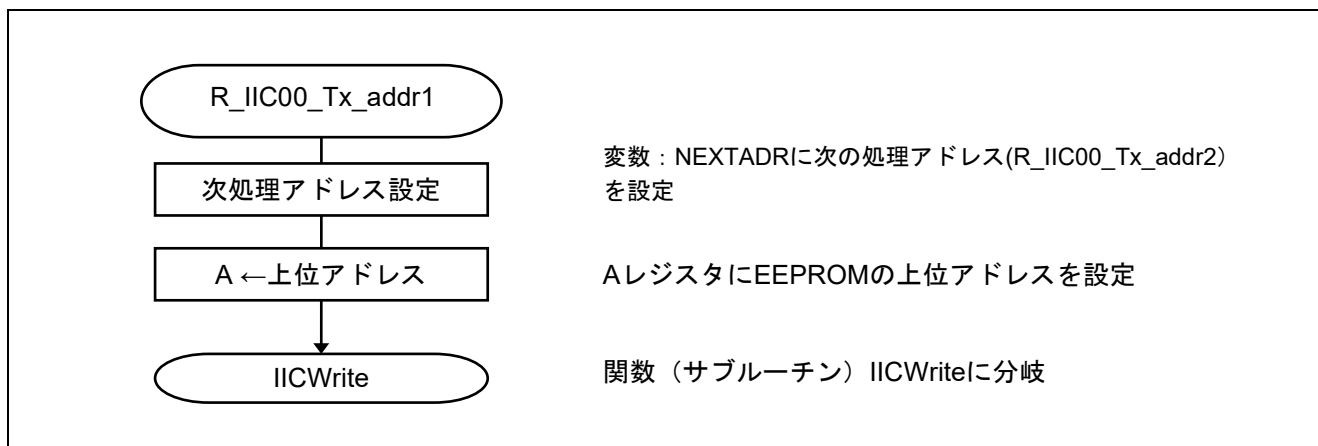 R_IIC00_Tx_addr1
次処理アドレス設定
変数：NEXTADRに次の処理アドレス(R_IIC00_Tx_addr2）
を設定
A ←上位アドレス
AレジスタにEEPROMの上位アドレスを設定
IICWrite
関数（サブルーチン）IICWriteに分岐